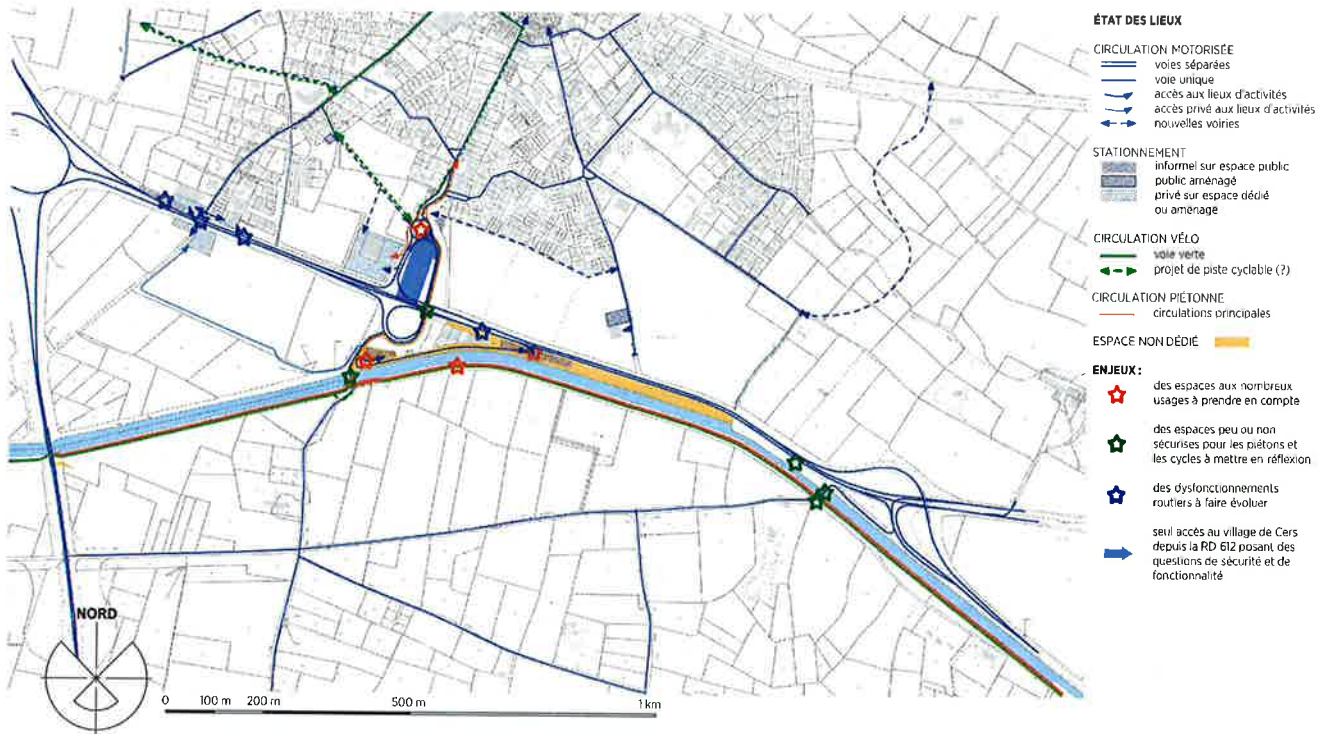 ÉTAT DES LIEUX
CIRCULATION MOTORISÉE
voies séparées
voie unique
accès aux lieux d'activités
accès privé aux lieux d'activités
nouvelles voiries
STATIONNEMENT
informel sur espace public
public aménagé
privé sur espace dédié
ou aménagé
CIRCULATION VÉLO
voie verte
projet de piste cyclable (?)
CIRCULATION PIÉTONNE
circulations principales
ESPACE NON DÉDIÉ
ENJEUX :
des espaces aux nombreux
usages à prendre en compte
des espaces peu ou non
sécurises pour les piétons et
les cycles à mettre en réflexion
des dysfonctionnements
routiers à faire évoluer
seul accès au village de Cers
depuis la RD 612 posant des
questions de sécurité et de
fonctionnalité
NORD
0 100 m 200 m 500 m 1 km